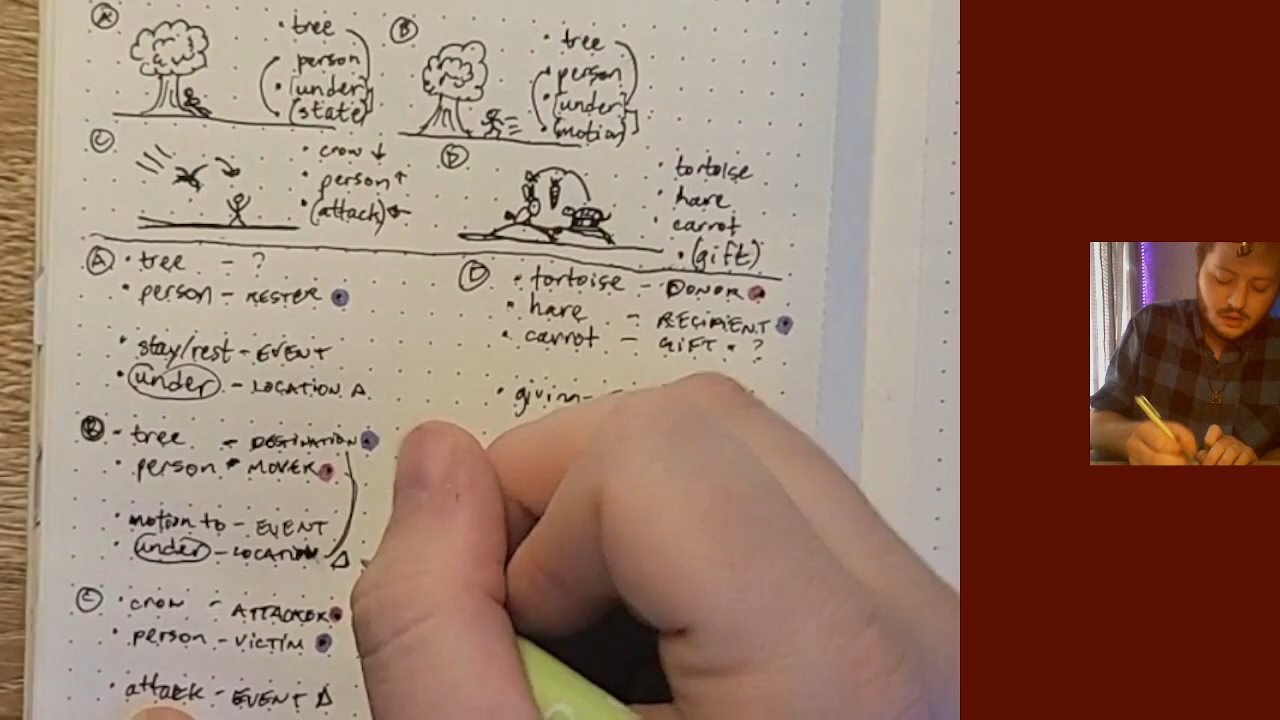 Ⓐ
• tree
person
• [under]
(state)
Ⓑ
• tree
person
• [under]
• (motion)
Ⓒ
• crow ↓
• person ↑
• (attack) ←
Ⓓ
• tortoise
• hare
• carrot
• (gift)
Ⓐ • tree - ?
• person - RESTER
• stay/rest - EVENT
• under - LOCATION Δ
Ⓑ - tree - DESTINATION
• person - MOVER
• motion to - EVENT
• under - LOCATION Δ
Ⓒ • crow - ATTACKER
• person - VICTIM
• attack - EVENT Δ
Ⓓ • tortoise - DONOR
• hare - RECIPIENT
• carrot - GIFT • ?